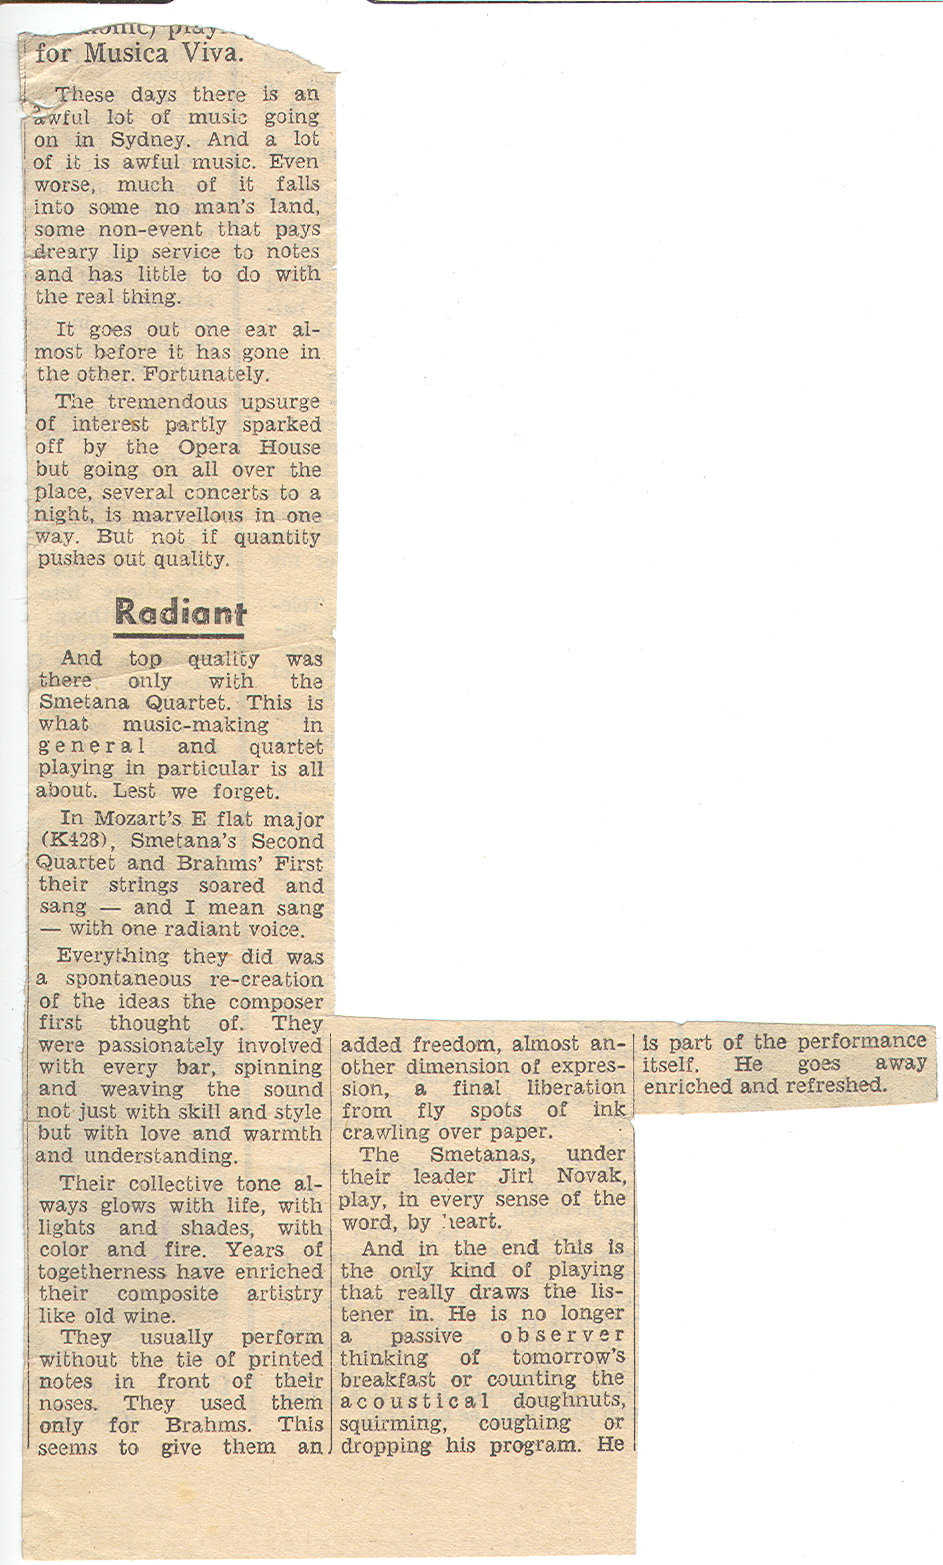 for Musica Viva.
These days there is an
awful lot of music going
on in Sydney. And a lot
of it is awful music. Even
worse, much of it falls
into some no man's land,
some non-event that pays
dreary lip service to notes
and has little to do with
the real thing.
It goes out one ear al-
most before it has gone in
the other. Fortunately.
The tremendous upsurge
of interest partly sparked
off by the Opera House
but going on all over the
place, several concerts to a
night, is marvellous in one
way. But not if quantity
pushes out quality.
Radiant
And top quality was
there only with the
Smetana Quartet. This is
what music-making in
general and quartet
playing in particular is all
about. Lest we forget.
In Mozart's E flat major
(K428), Smetana's Second
Quartet and Brahms' First
their strings soared and
sang — and I mean sang
— with one radiant voice.
Everything they did was
a spontaneous re-creation
of the ideas the composer
first thought of. They
were passionately involved
with every bar, spinning
and weaving the sound
not just with skill and style
but with love and warmth
and understanding.
Their collective tone al-
ways glows with life, with
lights and shades, with
color and fire. Years of
togetherness have enriched
their composite artistry
like old wine.
They usually perform
without the tie of printed
notes in front of their
noses. They used them
only for Brahms. This
seems to give them an
added freedom, almost an-
other dimension of expres-
sion, a final liberation
from fly spots of ink
crawling over paper.
The Smetanas, under
their leader Jiri Novak,
play, in every sense of the
word, by heart.
And in the end this is
the only kind of playing
that really draws the lis-
tener in. He is no longer
a passive observer
thinking of tomorrow's
breakfast or counting the
acoustical doughnuts,
squirming, coughing or
dropping his program. He
is part of the performance
itself. He goes away
enriched and refreshed.